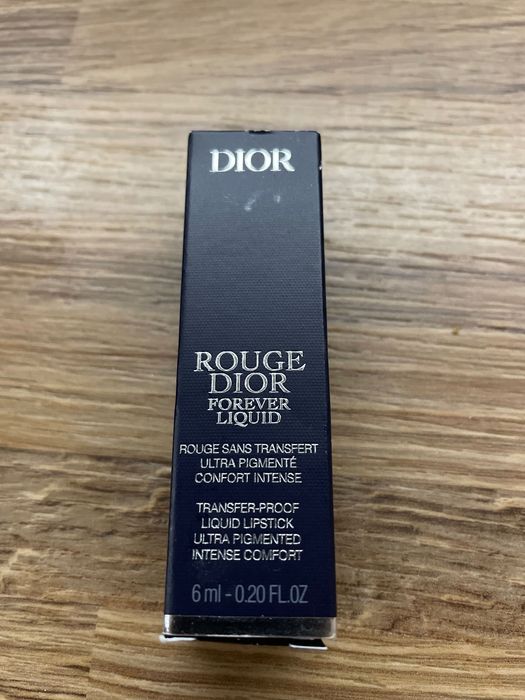 DIOR
ROUGE
DIOR
FOREVER
LIQUID
ROUGE SANS TRANSFERT
ULTRA PIGMENTÉ
CONFORT INTENSE
TRANSFER-PROOF
LIQUID LIPSTICK
ULTRA PIGMENTED
INTENSE COMFORT
6 ml - 0.20 FL.OZ